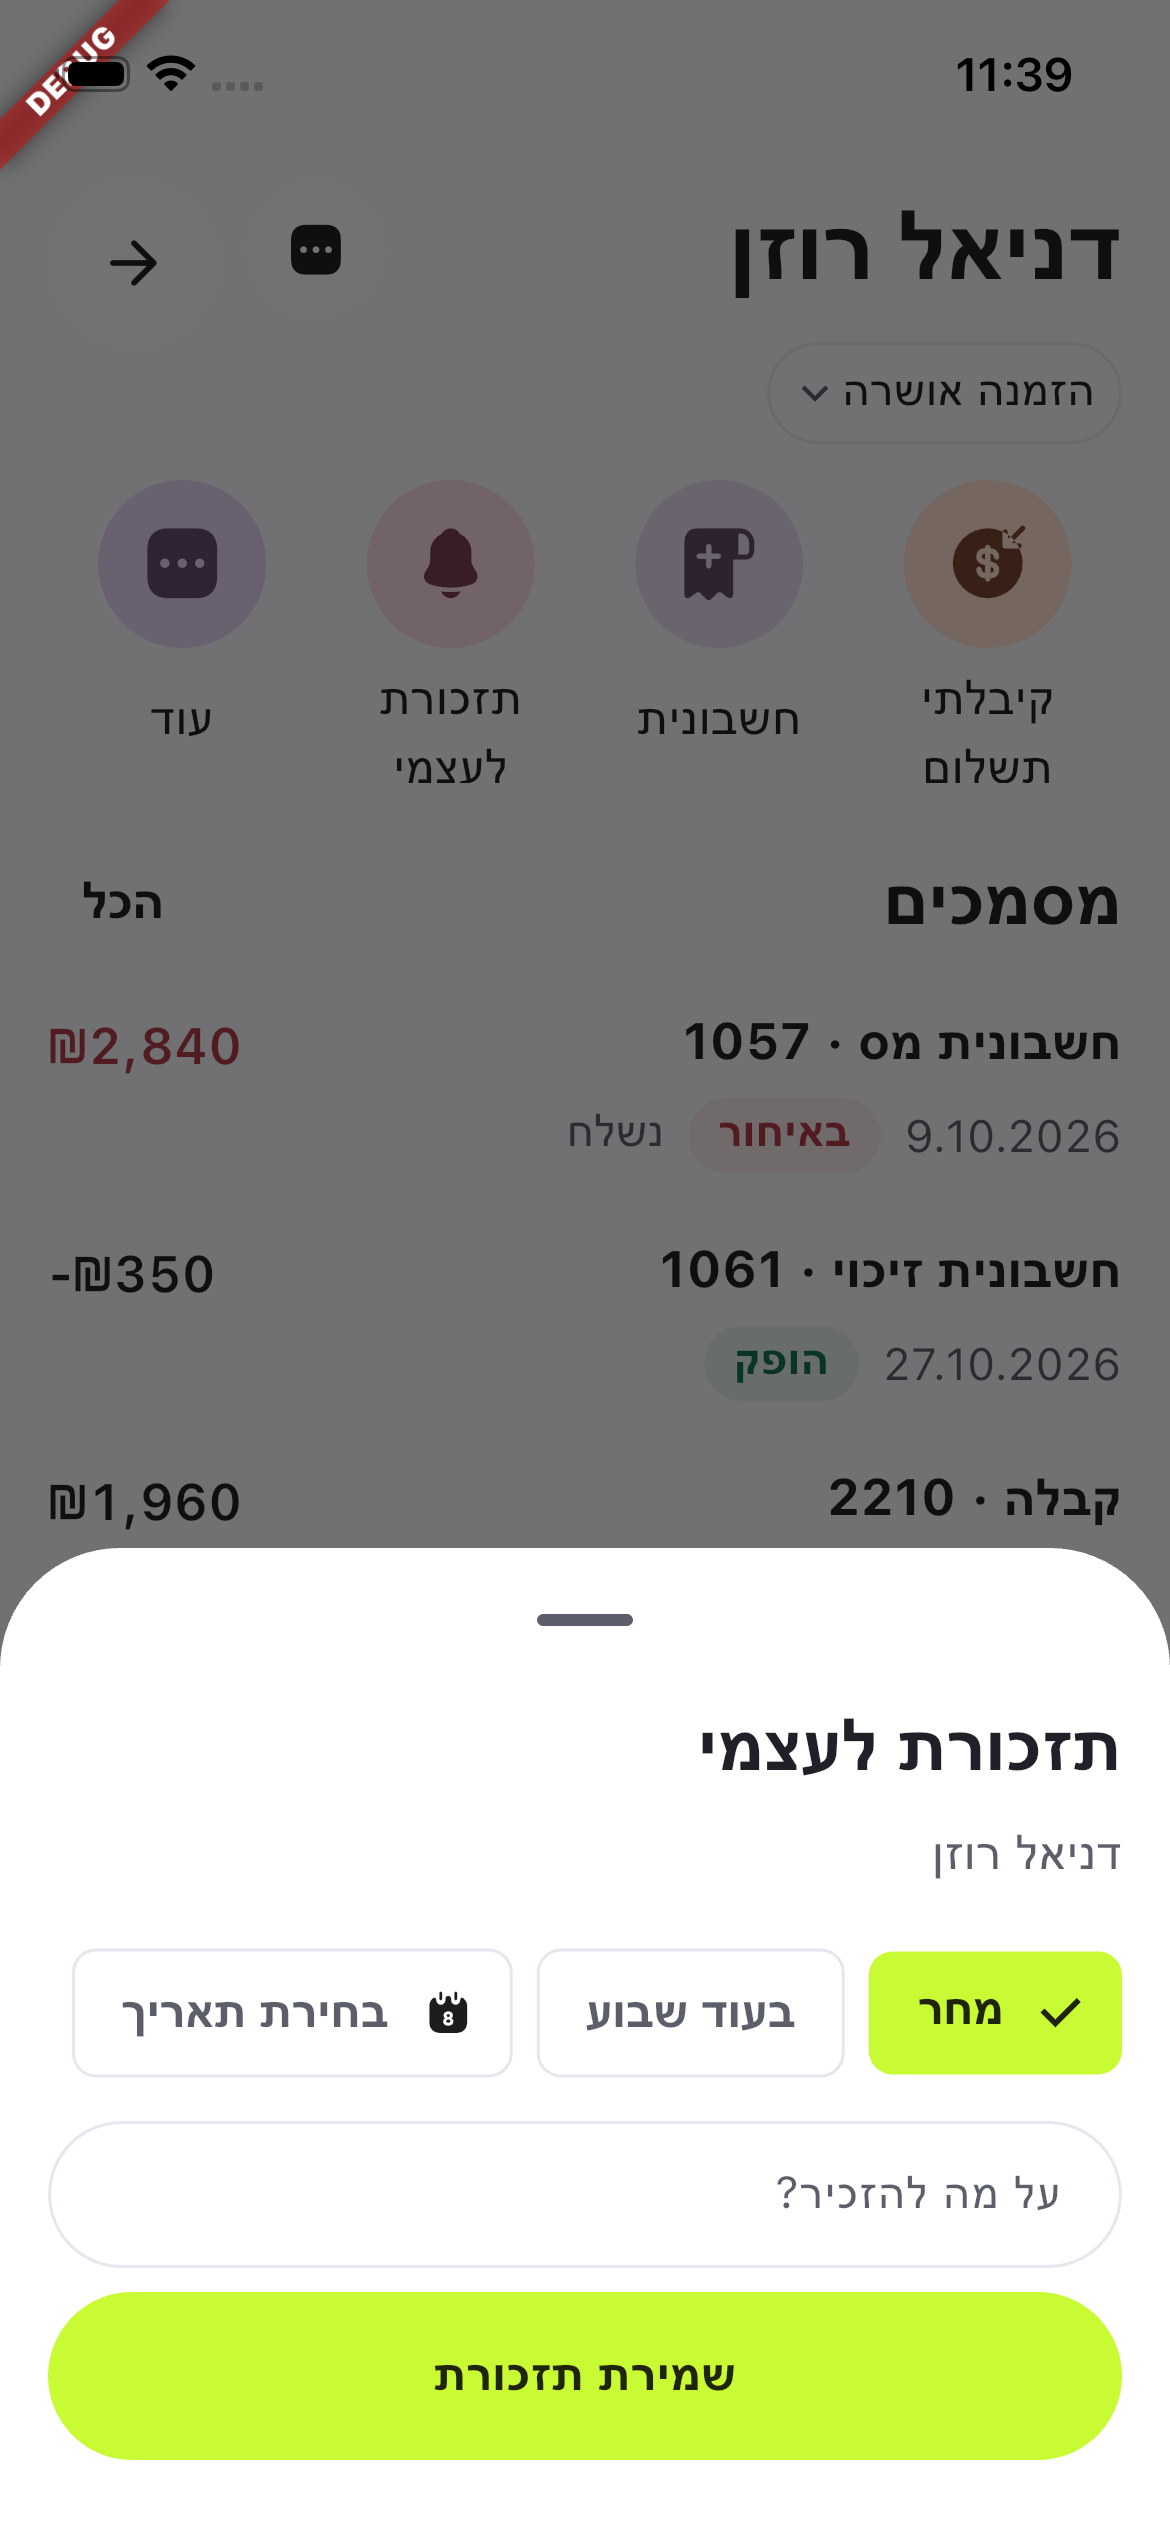 DEBUG
11:39
דניאל רוזן
הזמנה אושרה
קיבלתי תשלום
חשבונית
תזכורת לעצמי
עוד
מסמכים
הכל
חשבונית מס · 1057
₪2,840
9.10.2026 באיחור נשלח
חשבונית זיכוי · 1061
-₪350
27.10.2026 הופק
קבלה · 2210
₪1,960
תזכורת לעצמי
דניאל רוזן
מחר
בעוד שבוע
8 בחירת תאריך
על מה להזכיר?
שמירת תזכורת